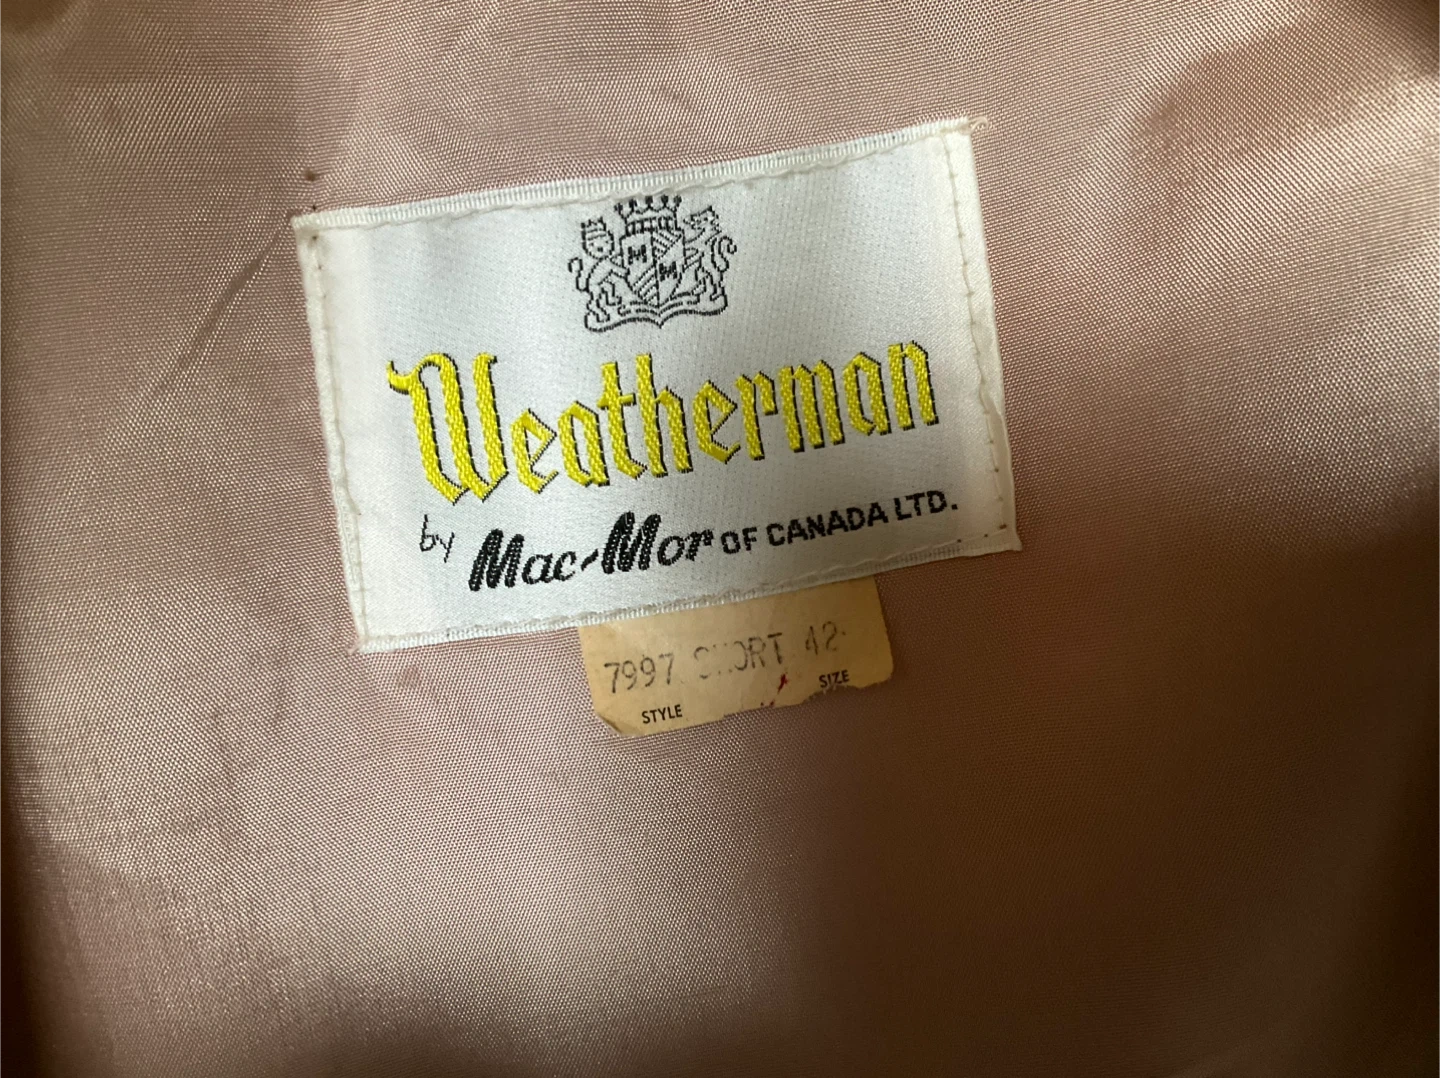 M M
Weatherman
by Mac-Mor OF CANADA LTD.
7997 SHORT 42
STYLE SIZE